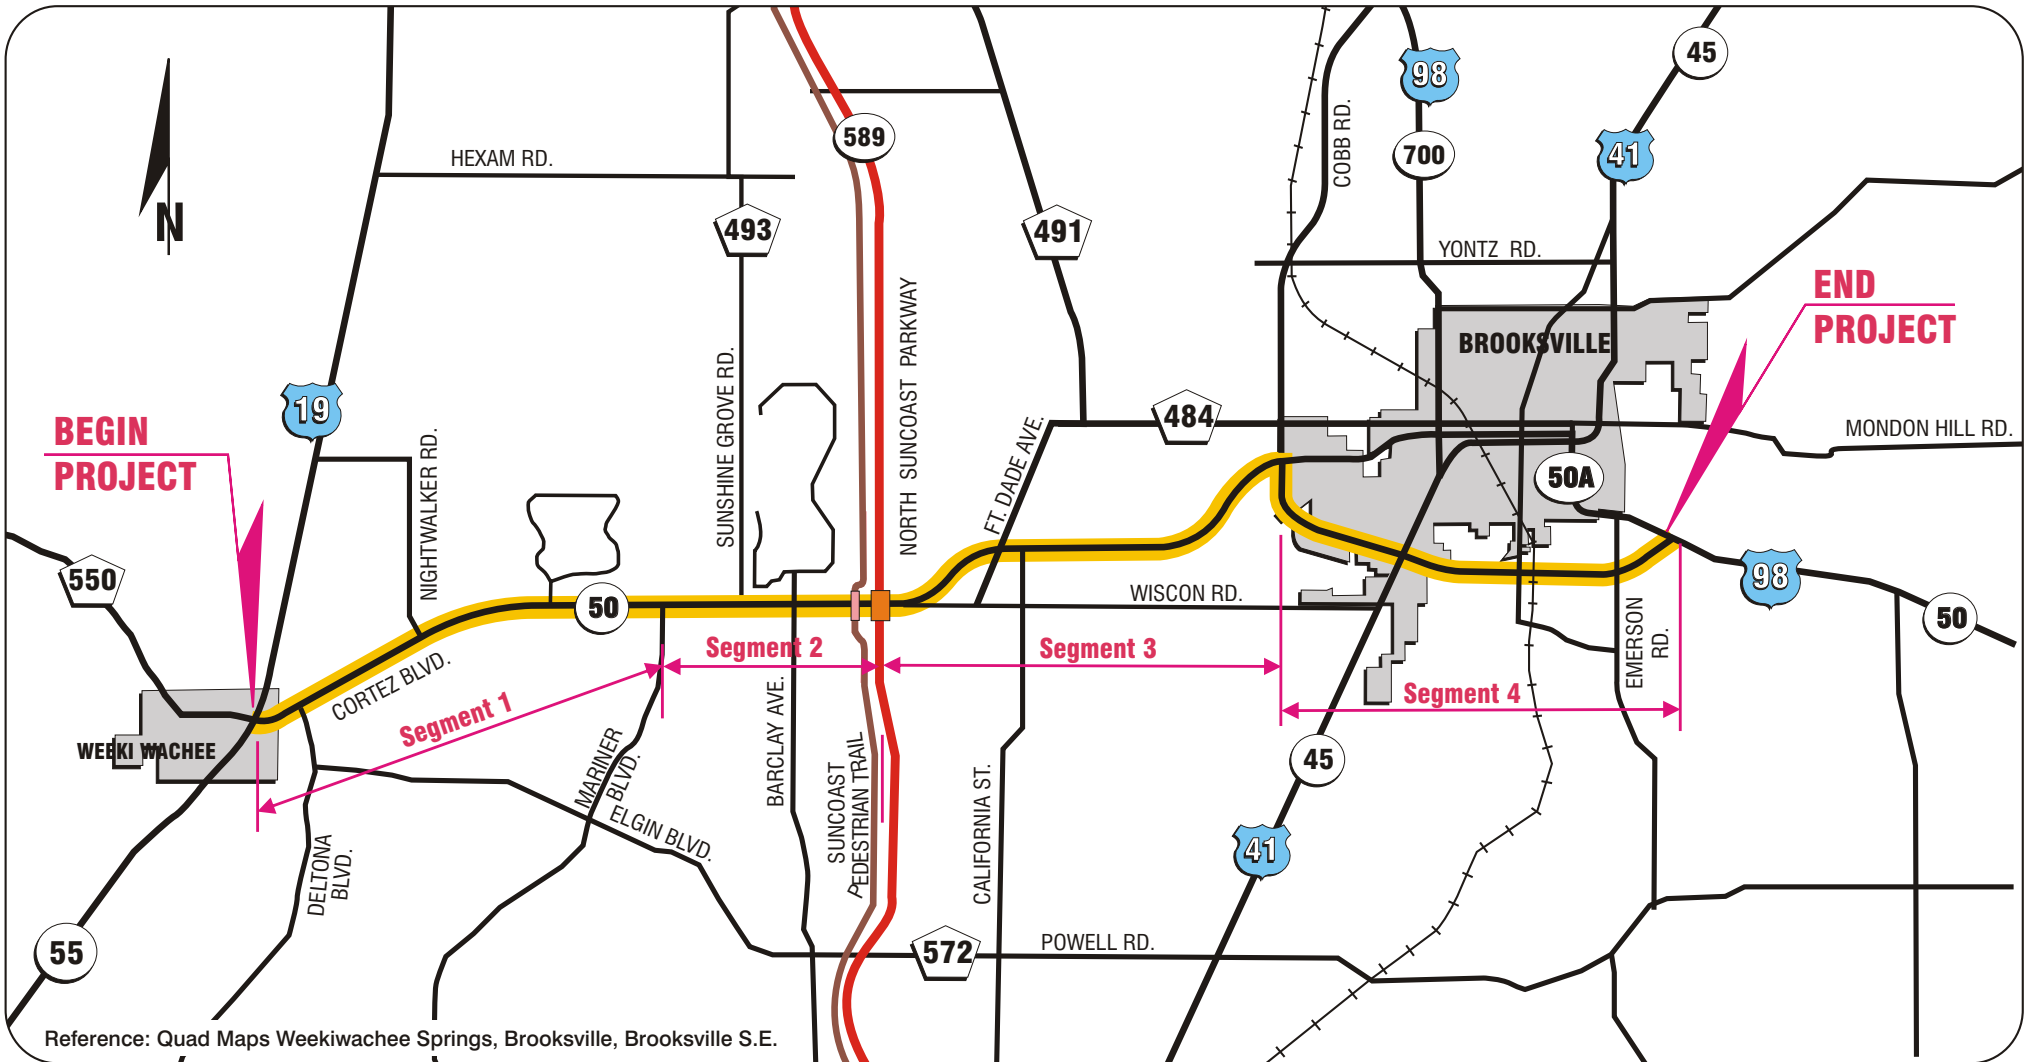 45
98
589
COBB RD.
700
41
HEXAM RD.
N
493
491
YONTZ RD.
END
PROJECT
NORTH SUNCOAST PARKWAY
BROOKSVILLE
SUNSHINE GROVE RD.
19
484
BEGIN
PROJECT
NIGHTWALKER RD.
FT. DADE AVE.
MONDON HILL RD.
50A
550
98
50
WISCON RD.
50
EMERSON
RD.
Segment 2
Segment 3
Segment 4
CORTEZ BLVD.
Segment 1
WEEKI WACHEE
MARINER
BLVD.
BARCLAY AVE.
SUNCOAST
PEDESTRIAN TRAIL
CALIFORNIA ST.
45
ELGIN BLVD.
41
DELTONA
BLVD.
55
572
POWELL RD.
Reference: Quad Maps Weekiwachee Springs, Brooksville, Brooksville S.E.